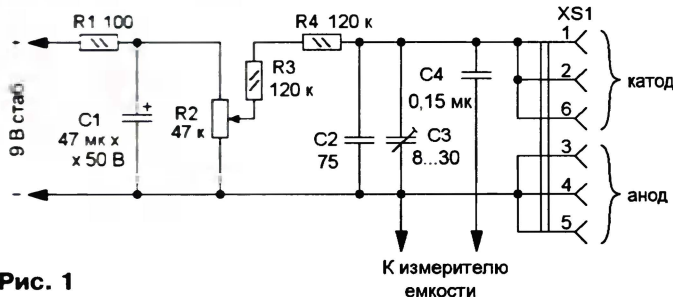 R1 100
R4 120 к
XS1
R3
120 к
1
2
6
3
4
5
катод
анод
9 В стаб.
+
C1
47 мк х
х 50 В
R2
47 к
C2
75
C3
8...30
C4
0,15 мк
К измерителю
емкости
Рис. 1